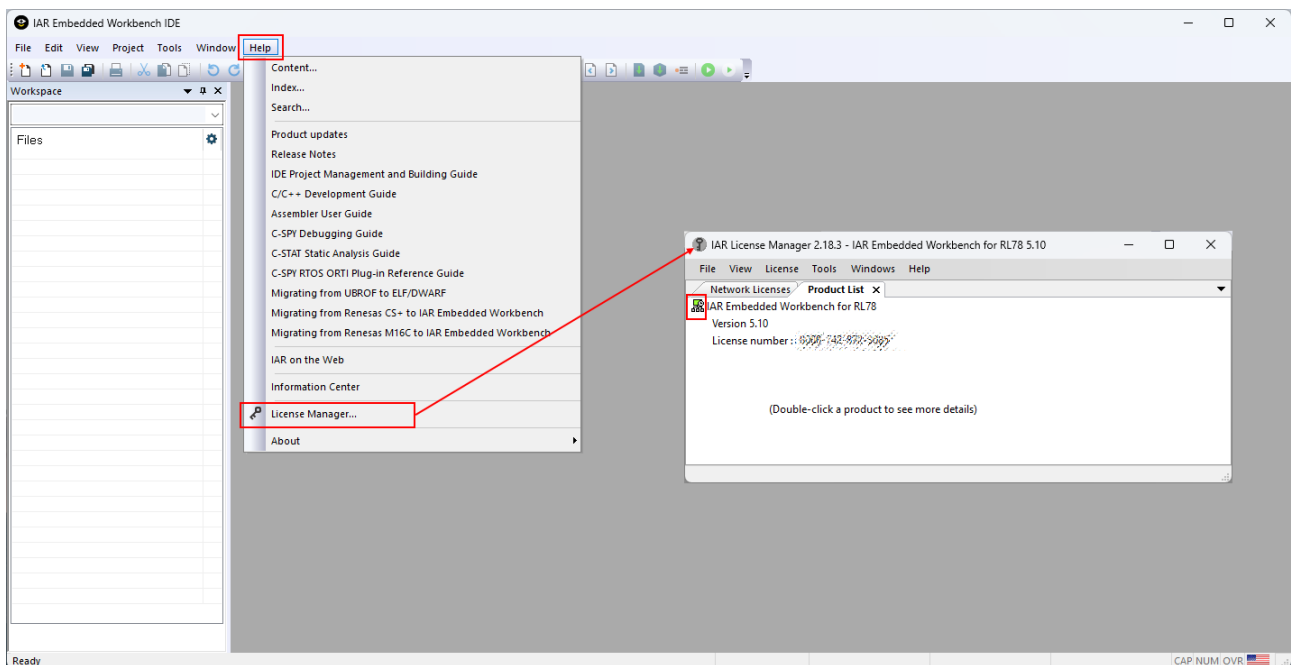 IAR Embedded Workbench IDE
File Edit View Project Tools Window Help
Workspace
Files
Content...
Index...
Search...
Product updates
Release Notes
IDE Project Management and Building Guide
C/C++ Development Guide
Assembler User Guide
C-SPY Debugging Guide
C-STAT Static Analysis Guide
C-SPY RTOS ORTI Plug-in Reference Guide
Migrating from UBROF to ELF/DWARF
Migrating from Renesas CS+ to IAR Embedded Workbench
Migrating from Renesas M16C to IAR Embedded Workbench
IAR on the Web
Information Center
License Manager...
About
IAR License Manager 2.18.3 - IAR Embedded Workbench for RL78 5.10
File View License Tools Windows Help
Network Licenses Product List
IAR Embedded Workbench for RL78
Version 5.10
License number :
(Double-click a product to see more details)
Ready
CAP NUM OVR